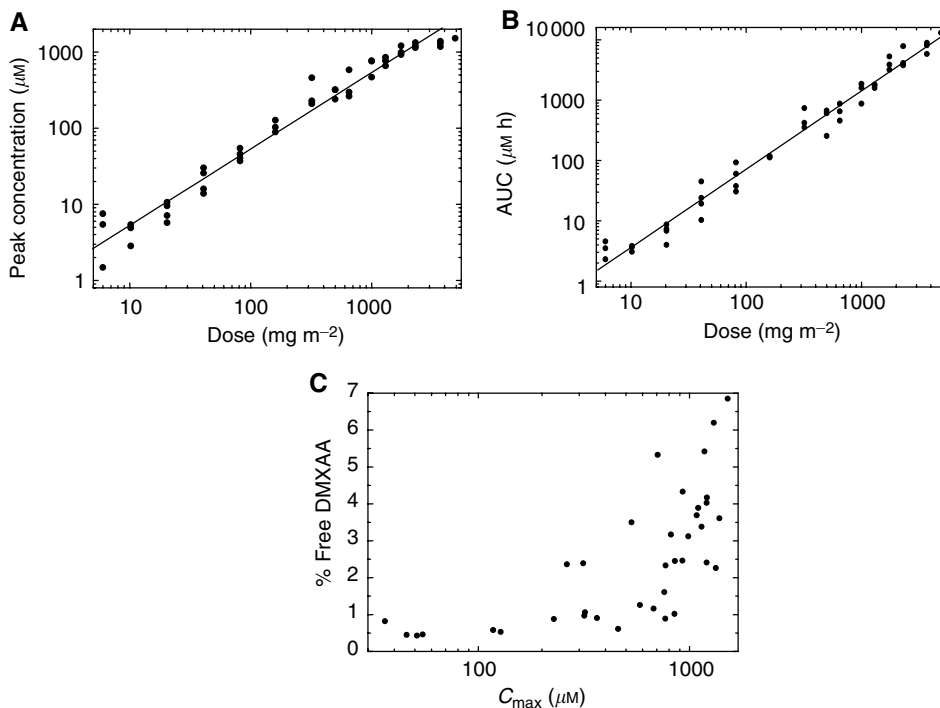 A
Peak concentration (μM)
1000
100
10
1
10
100
1000
Dose (mg m−2)
B
AUC (μM h)
10 000
1000
100
10
1
10
100
1000
Dose (mg m−2)
C
% Free DMXAA
7
6
5
4
3
2
1
0
100
1000
Cmax (μM)